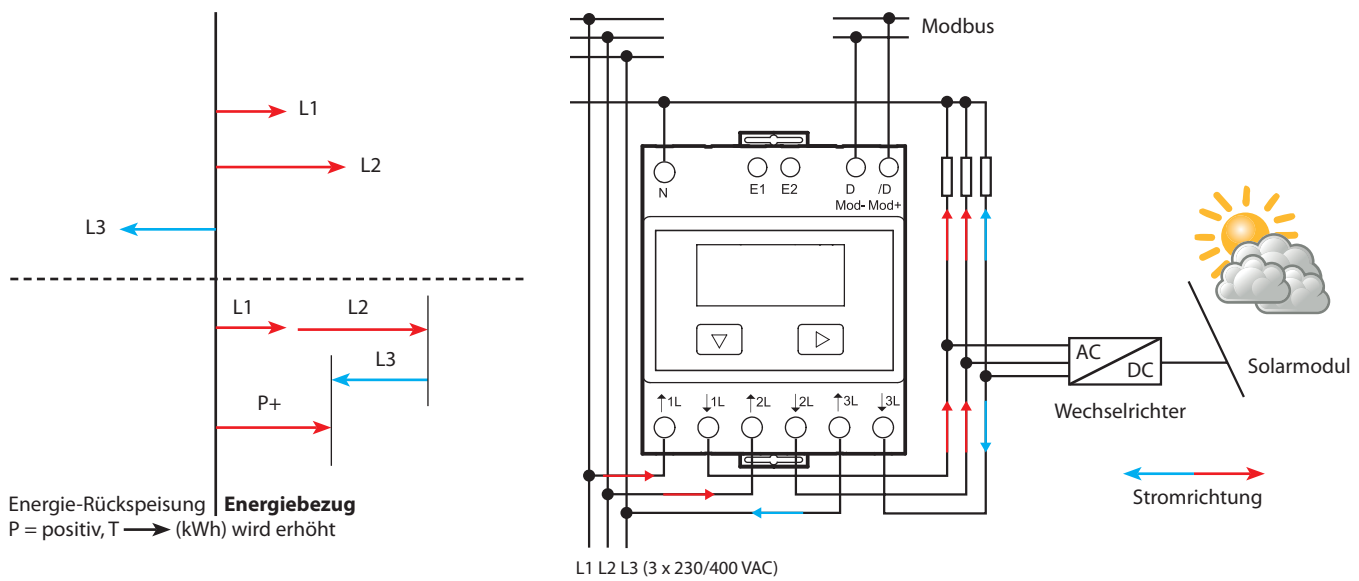 L1
L2
L3
L1 L2
L3
P+
Energie-Rückspeisung Energiebezug
P = positiv, T (kWh) wird erhöht
Modbus
N E1 E2 D /D
Mod- Mod+
↑1L ↓1L ↑2L ↓2L ↑3L ↓3L
L1 L2 L3 (3 x 230/400 VAC)
AC
DC
Wechselrichter
Solarmodul
Stromrichtung